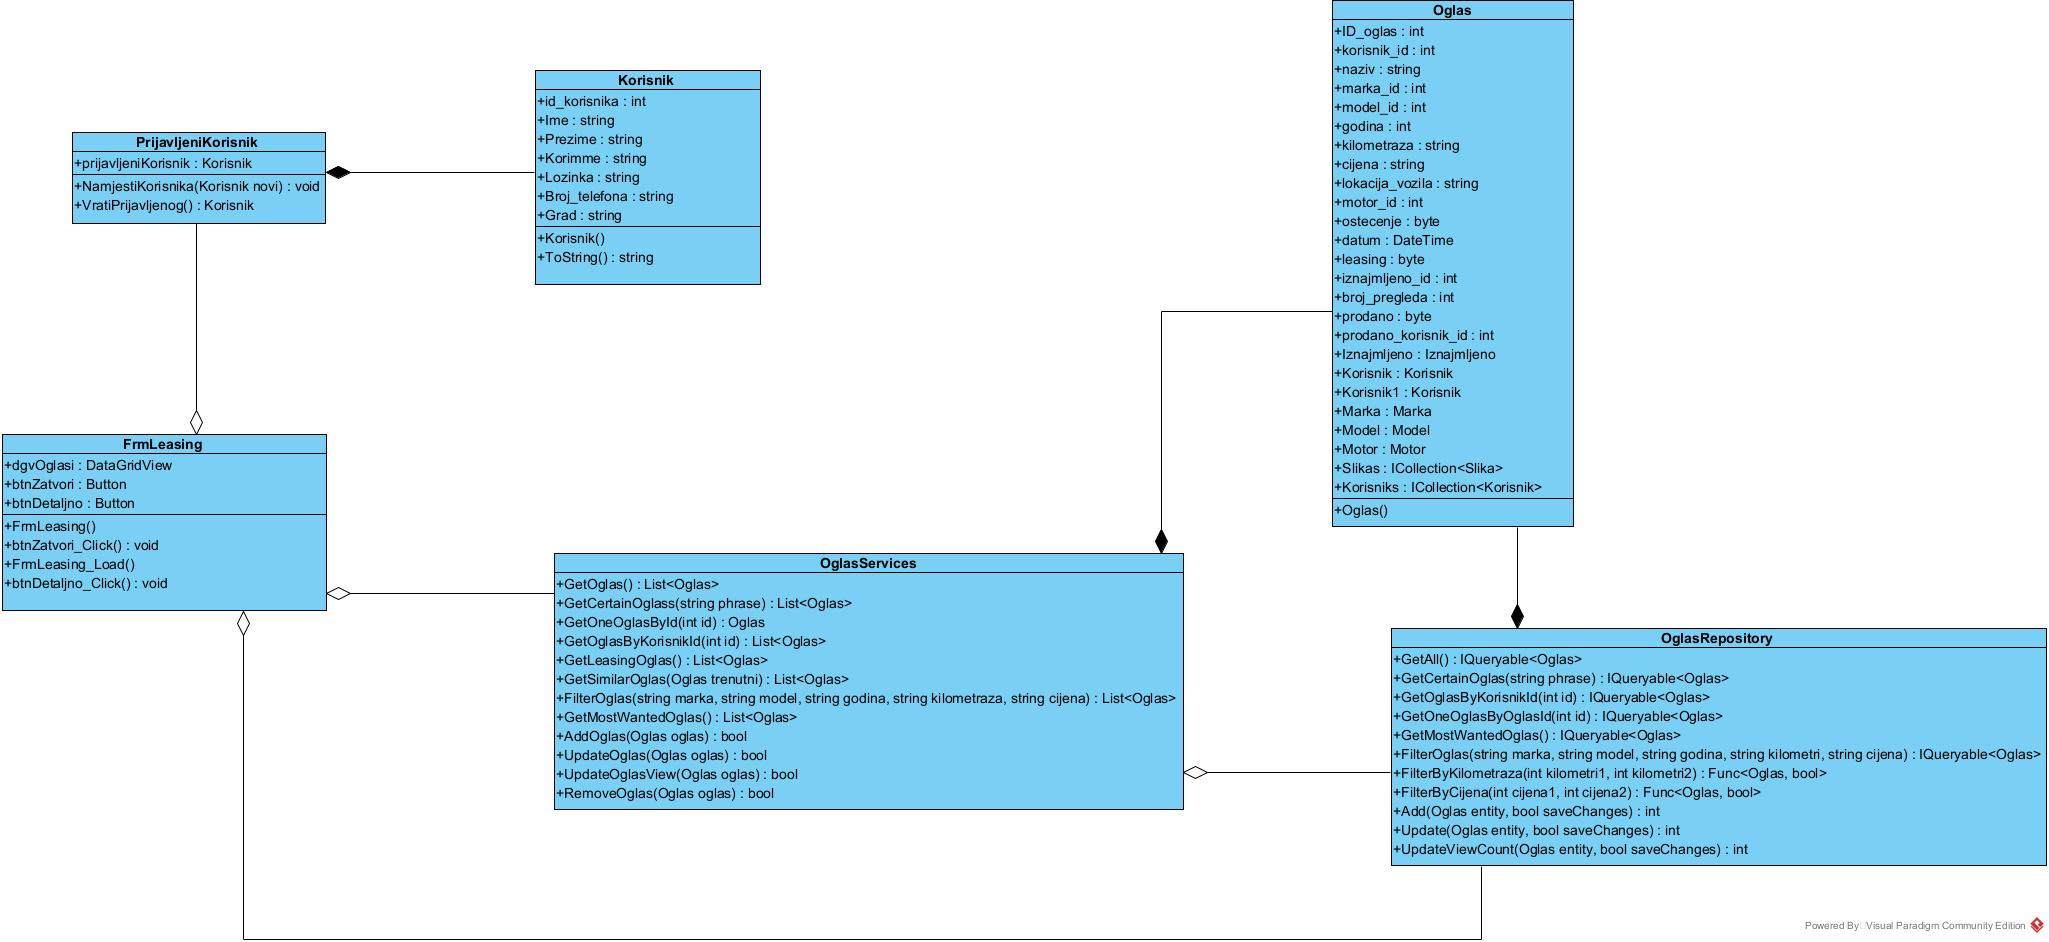 Oglas
+ID_oglas : int
+korisnik_id : int
+naziv : string
+marka_id : int
+model_id : int
+godina : int
+kilometraza : string
+cijena : string
+lokacija_vozila : string
+motor_id : int
+ostecenje : byte
+datum : DateTime
+leasing : byte
+iznajmljeno_id : int
+broj_pregleda : int
+prodano : byte
+prodano_korisnik_id : int
+Iznajmljeno : Iznajmljeno
+Korisnik : Korisnik
+Korisnik1 : Korisnik
+Marka : Marka
+Model : Model
+Motor : Motor
+Slikas : ICollection<Slika>
+Korisniks : ICollection<Korisnik>
+Oglas()
Korisnik
+id_korisnika : int
+Ime : string
+Prezime : string
+Korimme : string
+Lozinka : string
+Broj_telefona : string
+Grad : string
+Korisnik()
+ToString() : string
PrijavljeniKorisnik
+prijavljeniKorisnik : Korisnik
+NamjestiKorisnika(Korisnik novi) : void
+VratiPrijavljenog() : Korisnik
FrmLeasing
+dgvOglasi : DataGridView
+btnZatvori : Button
+btnDetaljno : Button
+FrmLeasing()
+btnZatvori_Click() : void
+FrmLeasing_Load()
+btnDetaljno_Click() : void
OglasServices
+GetOglas() : List<Oglas>
+GetCertainOglass(string phrase) : List<Oglas>
+GetOneOglasById(int id) : Oglas
+GetOglasByKorisnikId(int id) : List<Oglas>
+GetLeasingOglas() : List<Oglas>
+GetSimilarOglas(Oglas trenutni) : List<Oglas>
+FilterOglas(string marka, string model, string godina, string kilometraza, string cijena) : List<Oglas>
+GetMostWantedOglas() : List<Oglas>
+AddOglas(Oglas oglas) : bool
+UpdateOglas(Oglas oglas) : bool
+UpdateOglasView(Oglas oglas) : bool
+RemoveOglas(Oglas oglas) : bool
OglasRepository
+GetAll() : IQueryable<Oglas>
+GetCertainOglas(string phrase) : IQueryable<Oglas>
+GetOglasByKorisnikId(int id) : IQueryable<Oglas>
+GetOneOglasByOglasId(int id) : IQueryable<Oglas>
+GetMostWantedOglas() : IQueryable<Oglas>
+FilterOglas(string marka, string model, string godina, string kilometri, string cijena) : IQueryable<Oglas>
+FilterByKilometraza(int kilometri1, int kilometri2) : Func<Oglas, bool>
+FilterByCijena(int cijena1, int cijena2) : Func<Oglas, bool>
+Add(Oglas entity, bool saveChanges) : int
+Update(Oglas entity, bool saveChanges) : int
+UpdateViewCount(Oglas entity, bool saveChanges) : int
Powered By Visual Paradigm Community Edition